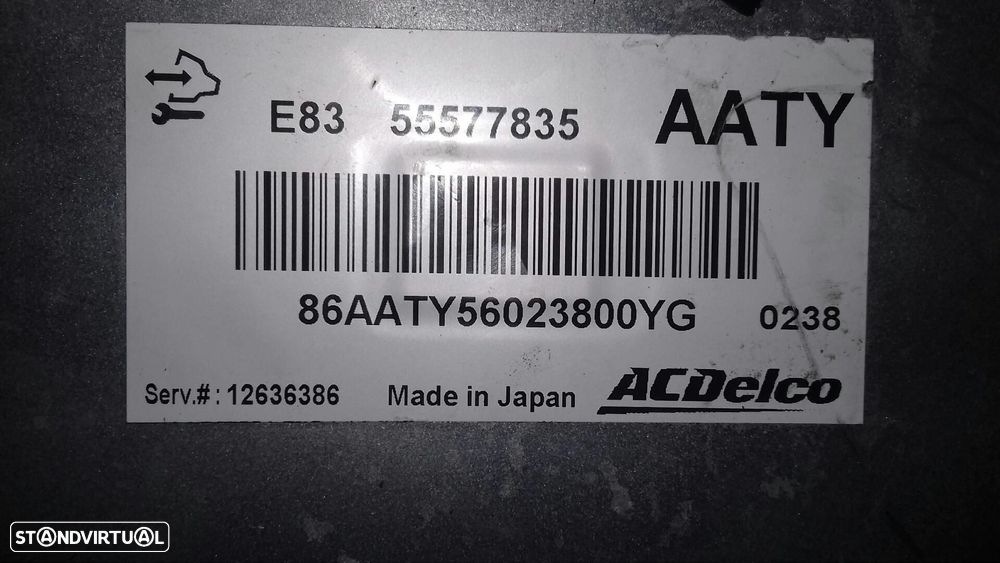 E83 55577835 AATY
86AATY56023800YG 0238
Serv.#: 12636386 Made in Japan ACDelco
STANDVIRTUAL